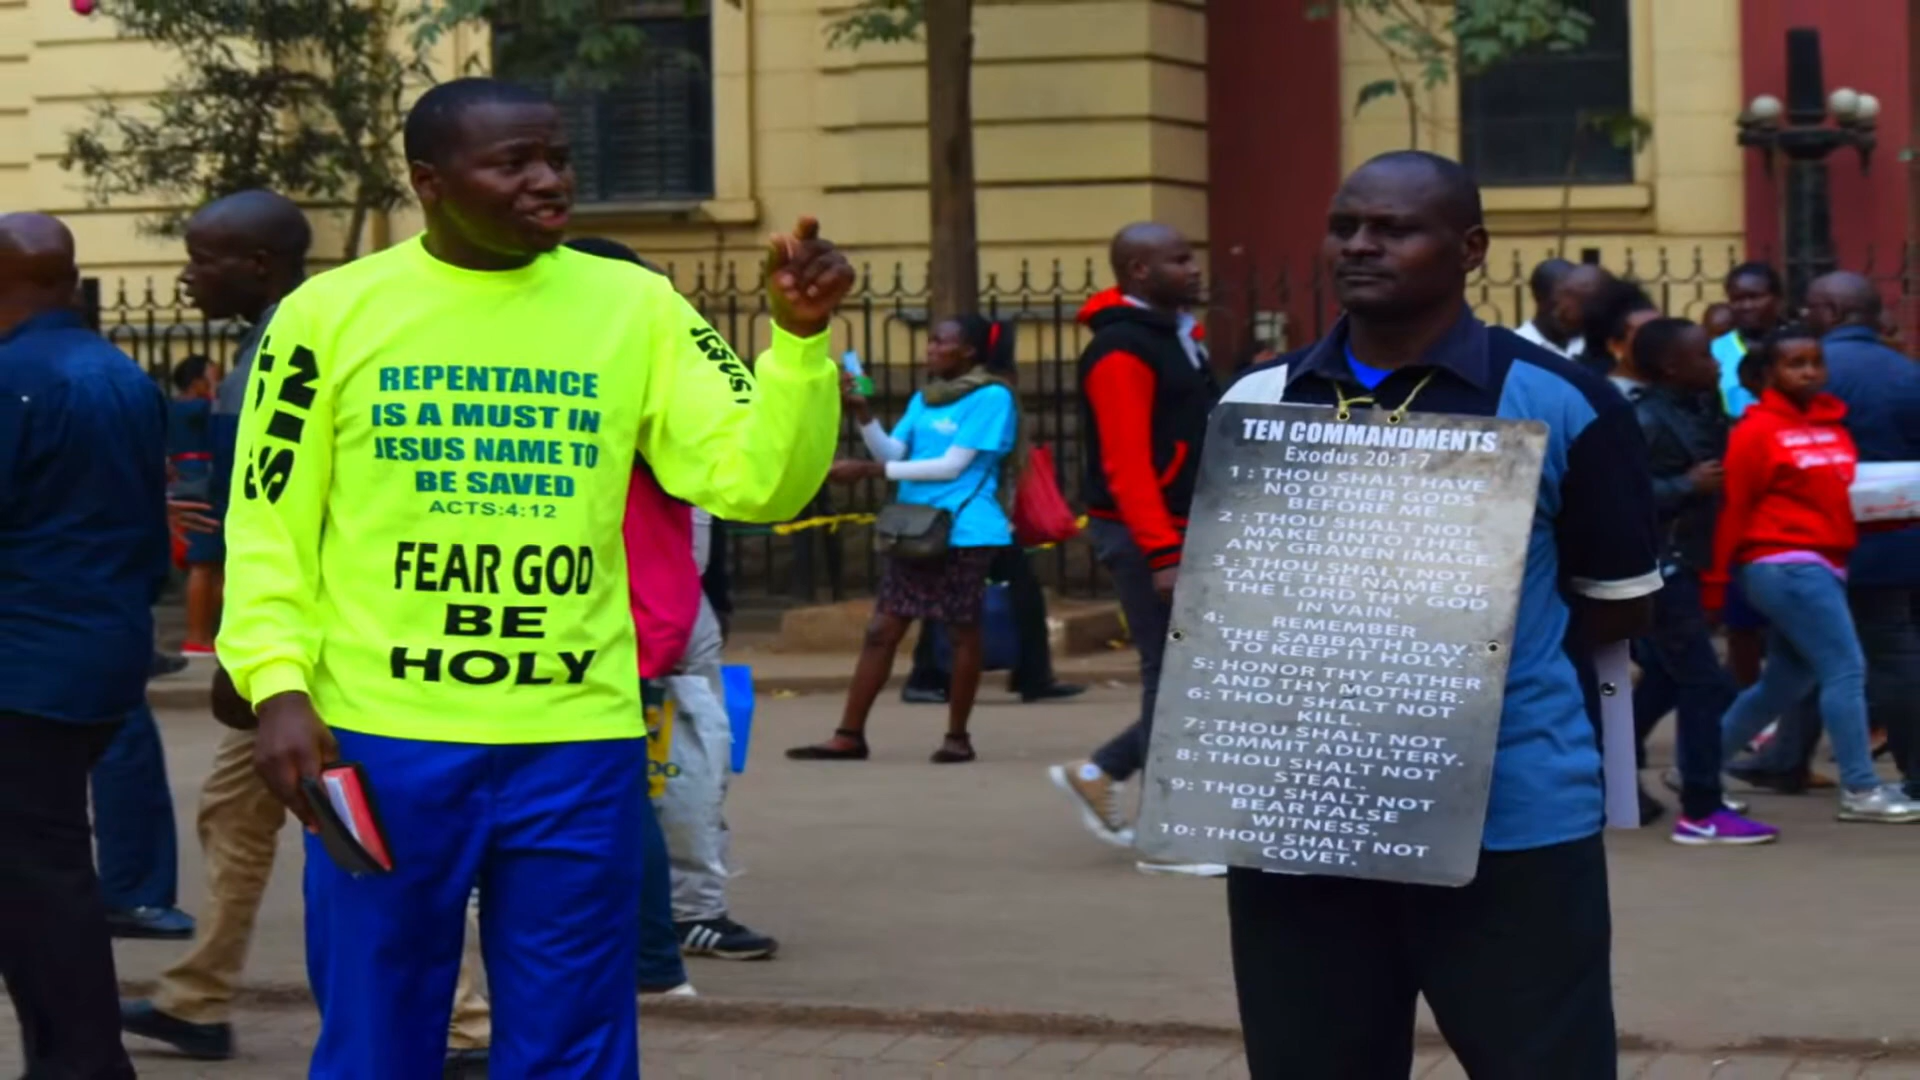 SIN
JESUS!
REPENTANCE
IS A MUST IN
JESUS NAME TO
BE SAVED
ACTS:4:12
FEAR GOD
BE
HOLY
TEN COMMANDMENTS
Exodus 20:1-7
1 : THOU SHALT HAVE
NO OTHER GODS
BEFORE ME.
2 : THOU SHALT NOT
MAKE UNTO THEE
ANY GRAVEN IMAGE.
3 : THOU SHALT NOT
TAKE THE NAME OF
THE LORD THY GOD
IN VAIN.
4: REMEMBER
THE SABBATH DAY.
TO KEEP IT HOLY.
5: HONOR THY FATHER
AND THY MOTHER.
6: THOU SHALT NOT
KILL.
7: THOU SHALT NOT
COMMIT ADULTERY.
8: THOU SHALT NOT
STEAL.
9: THOU SHALT NOT
BEAR FALSE
WITNESS.
10: THOU SHALT NOT
COVET.